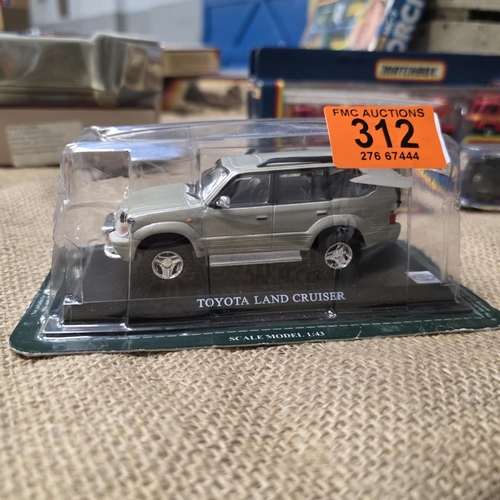 MATCHBOX
FMC AUCTIONS
312
276 67444
TOYOTA LAND CRUISER
SCALE MODEL 1:43